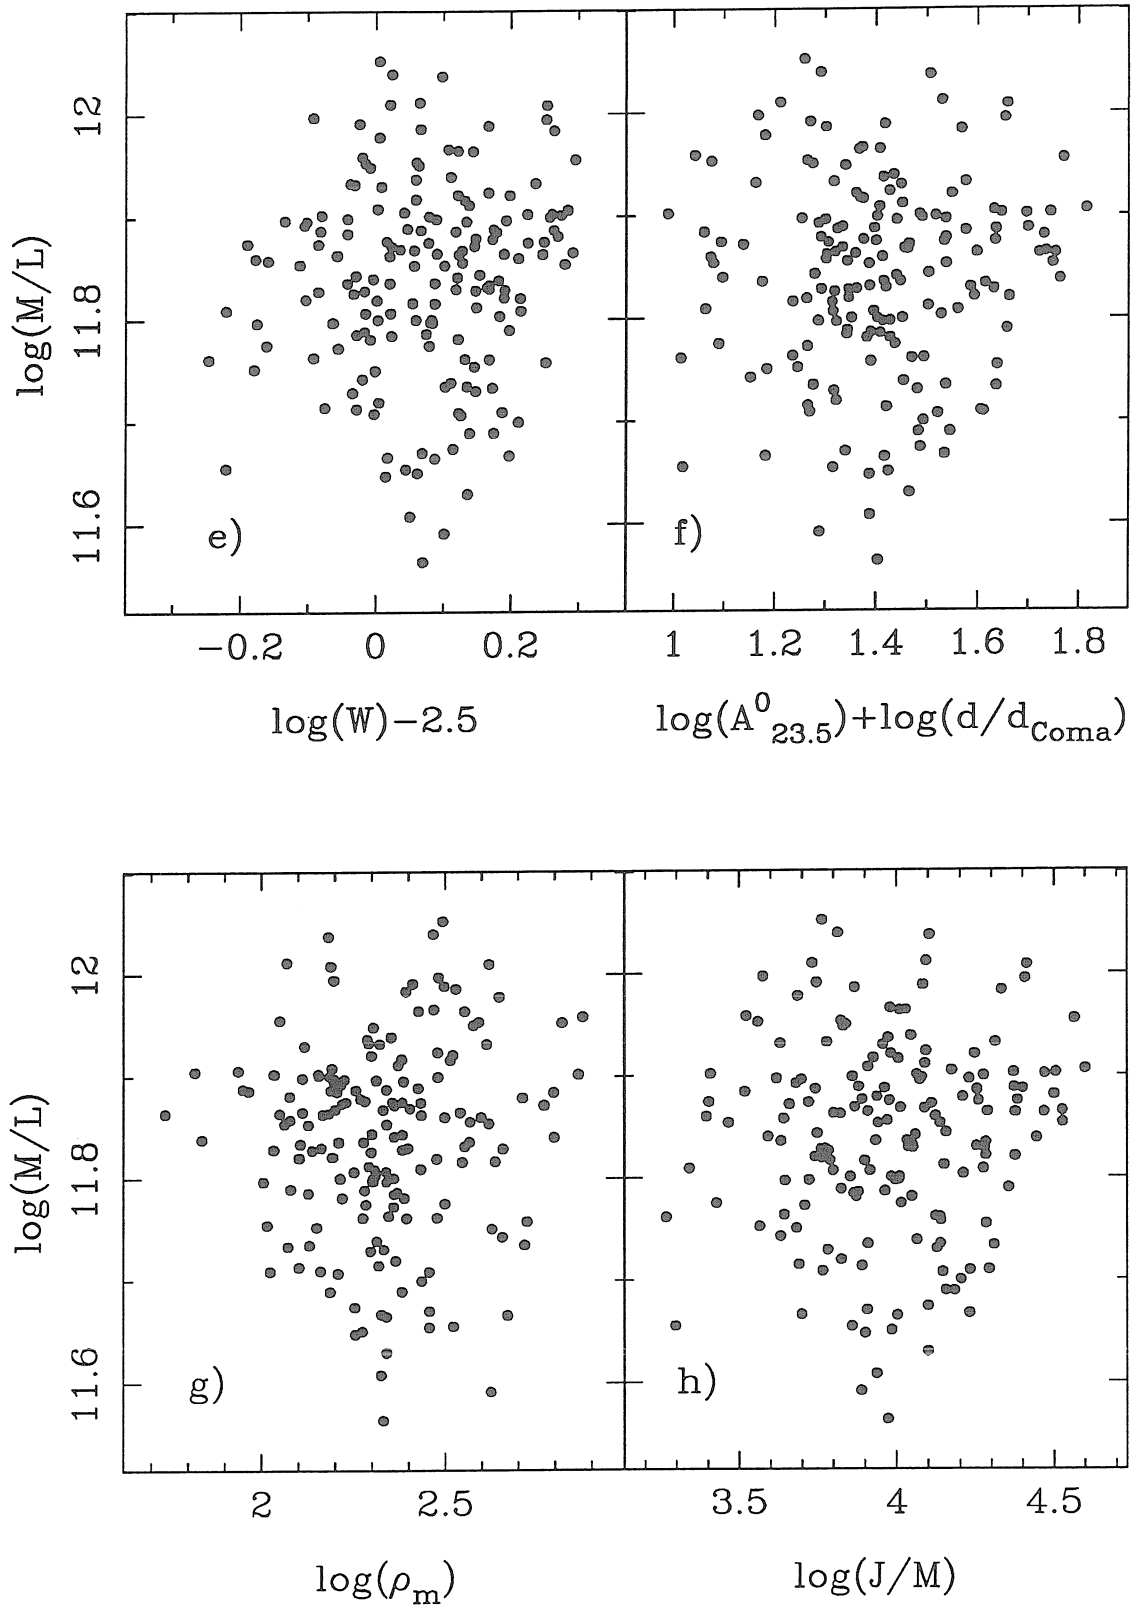 12
11.8
11.6
log(M/L)
e)
f)
-0.2 0 0.2
1 1.2 1.4 1.6 1.8
log(W)-2.5
log(A⁰₂₃.₅)+log(d/d_Coma)
12
11.8
11.6
log(M/L)
g)
h)
2 2.5
3.5 4 4.5
log(ρₘ)
log(J/M)